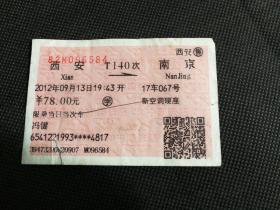 82M096584
西安㊣售
西安 T140次 南京
Xian NanJing
2012年09月13日19:43开 17车067号
￥78.00元 学 新空调硬座
限乘当日当次车
冯健
6541221993****4817
M096584